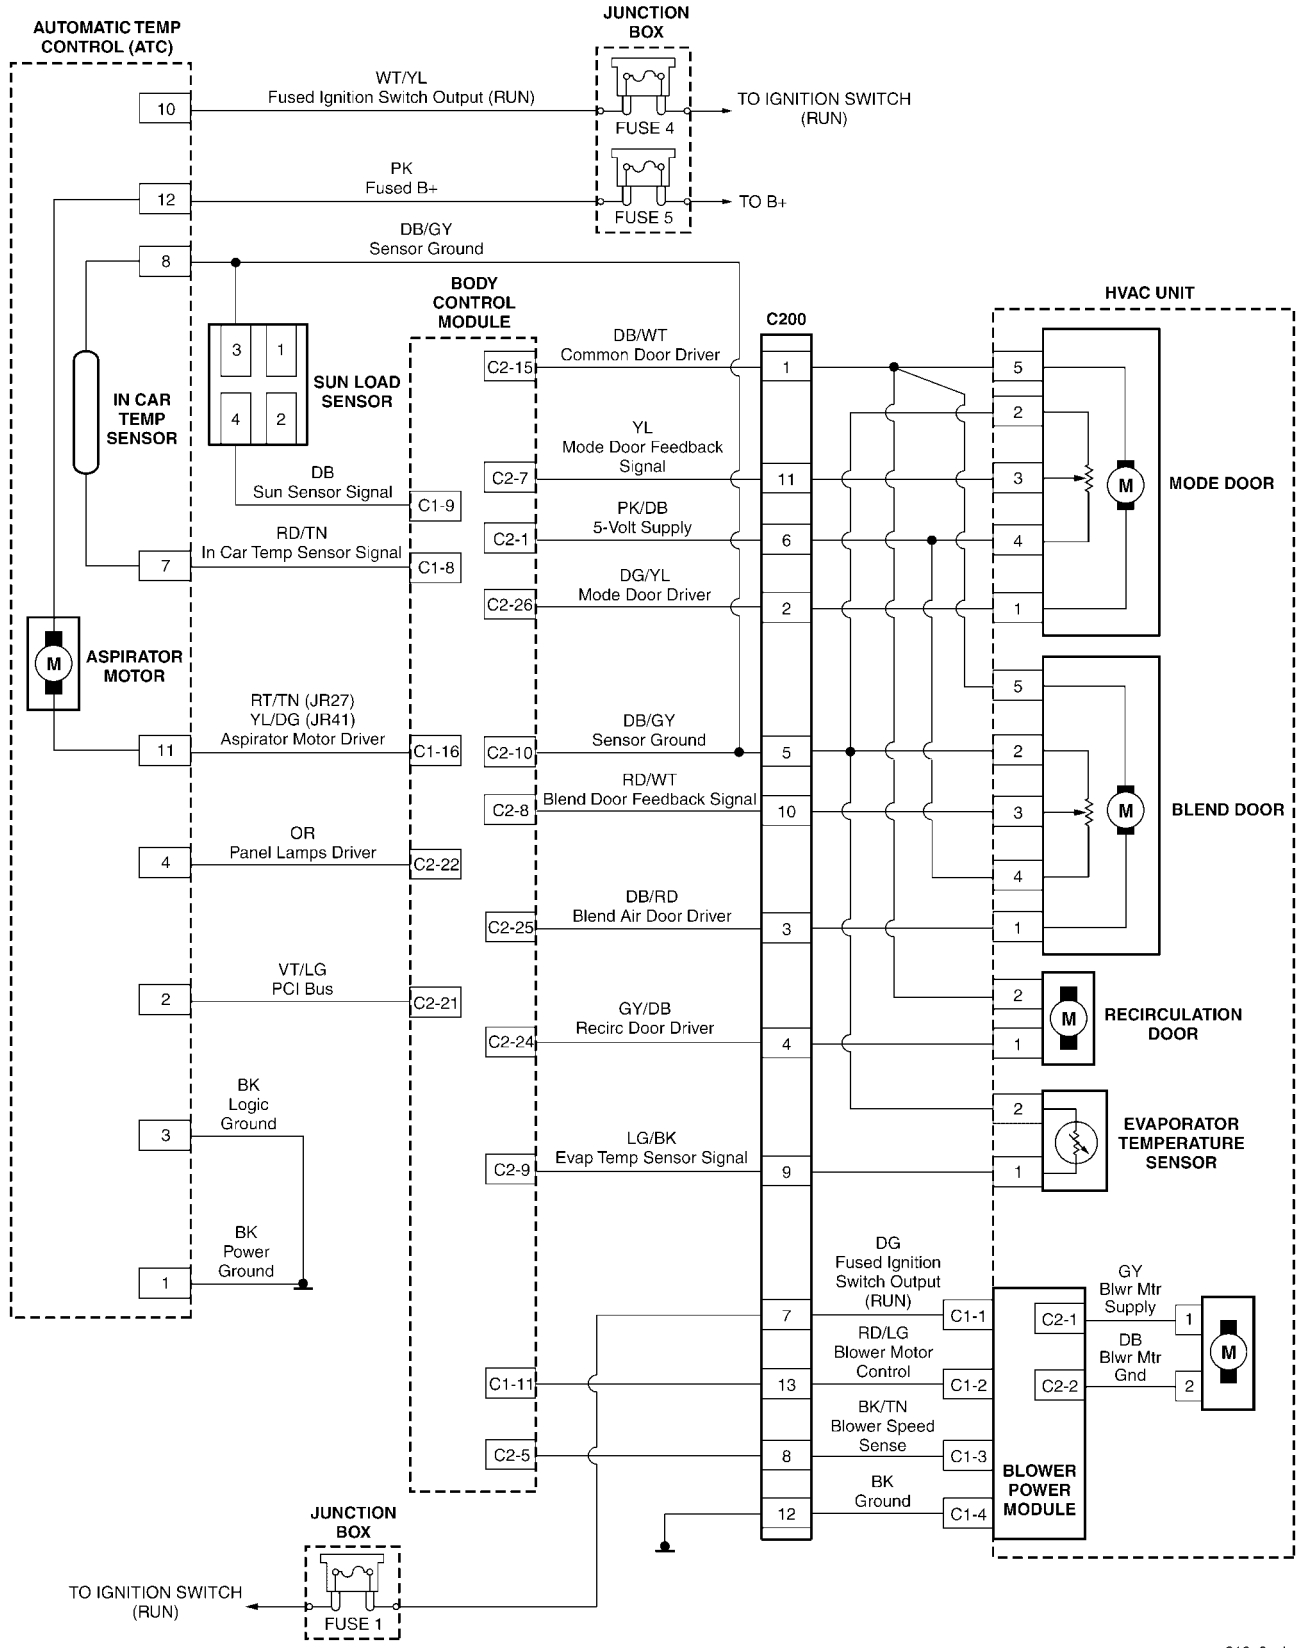 JUNCTION
BOX
AUTOMATIC TEMP
CONTROL (ATC)
10
WT/YL
Fused Ignition Switch Output (RUN)
FUSE 4
TO IGNITION SWITCH
(RUN)
12
PK
Fused B+
FUSE 5
TO B+
8
DB/GY
Sensor Ground
BODY
CONTROL
MODULE
HVAC UNIT
C200
3
1
4
2
SUN LOAD
SENSOR
IN CAR
TEMP
SENSOR
C2-15
DB/WT
Common Door Driver
1
5
2
YL
Mode Door Feedback
Signal
C2-7
11
3
M
MODE DOOR
DB
Sun Sensor Signal
C1-9
PK/DB
5-Volt Supply
C2-1
6
4
RD/TN
In Car Temp Sensor Signal
7
C1-8
DG/YL
Mode Door Driver
C2-26
2
1
M
ASPIRATOR
MOTOR
5
RT/TN (JR27)
YL/DG (JR41)
Aspirator Motor Driver
11
C1-16
DB/GY
Sensor Ground
C2-10
5
2
RD/WT
Blend Door Feedback Signal
C2-8
10
3
M
BLEND DOOR
OR
Panel Lamps Driver
4
C2-22
4
DB/RD
Blend Air Door Driver
C2-25
3
1
VT/LG
PCI Bus
2
C2-21
2
GY/DB
Recirc Door Driver
C2-24
4
1
M
RECIRCULATION
DOOR
BK
Logic
Ground
3
2
LG/BK
Evap Temp Sensor Signal
C2-9
9
1
EVAPORATOR
TEMPERATURE
SENSOR
BK
Power
Ground
1
DG
Fused Ignition
Switch Output
(RUN)
7
C1-1
C2-1
GY
Blwr Mtr
Supply
1
RD/LG
Blower Motor
Control
C1-11
13
C1-2
C2-2
DB
Blwr Mtr
Gnd
2
M
BK/TN
Blower Speed
Sense
C2-5
8
C1-3
BK
Ground
12
C1-4
BLOWER
POWER
MODULE
JUNCTION
BOX
TO IGNITION SWITCH
(RUN)
FUSE 1